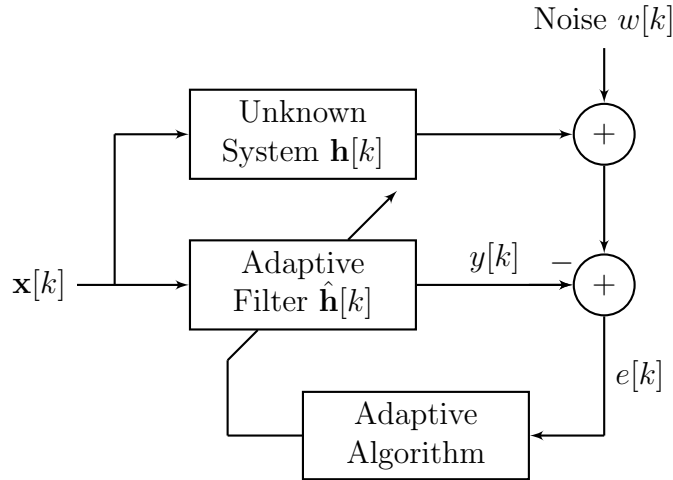 Noise w[k]
Unknown
System h[k]
+
x[k]
Adaptive
Filter ĥ[k]
y[k]
−
+
e[k]
Adaptive
Algorithm